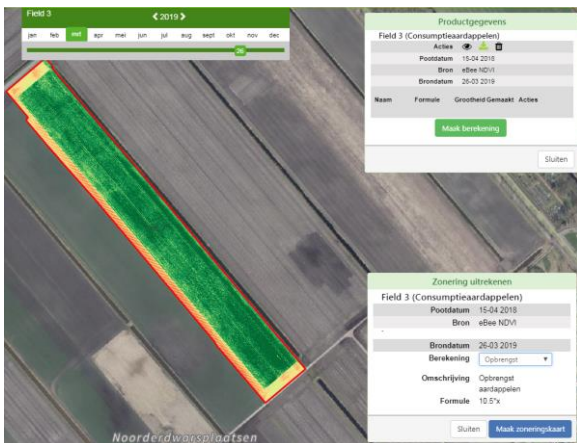 Field 3
2019
jan feb mrt apr mei jun jul aug sept okt nov dec
26
Productgegevens
Field 3 (Consumptieaardappelen)
Acties
Pootdatum 15-04 2018
Bron eBee NDVI
Brondatum 26-03 2019
Naam Formule Grootheid Gemaakt Acties
Maak berekening
Sluiten
Zonering uitrekenen
Field 3 (Consumptieaardappelen)
Pootdatum 15-04 2018
Bron eBee NDVI
Brondatum 26-03 2019
Berekening Opbrengst
Omschrijving Opbrengst
aardappelen
Formule 10.5*x
Sluiten Maak zoneringskaart
Noorderdwarsplaatsen